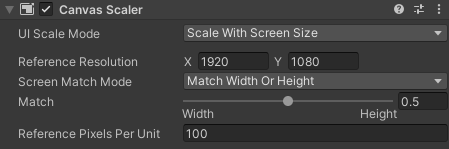 Canvas Scaler
UI Scale Mode Scale With Screen Size
Reference Resolution X 1920 Y 1080
Screen Match Mode Match Width Or Height
Match 0.5
Width Height
Reference Pixels Per Unit 100